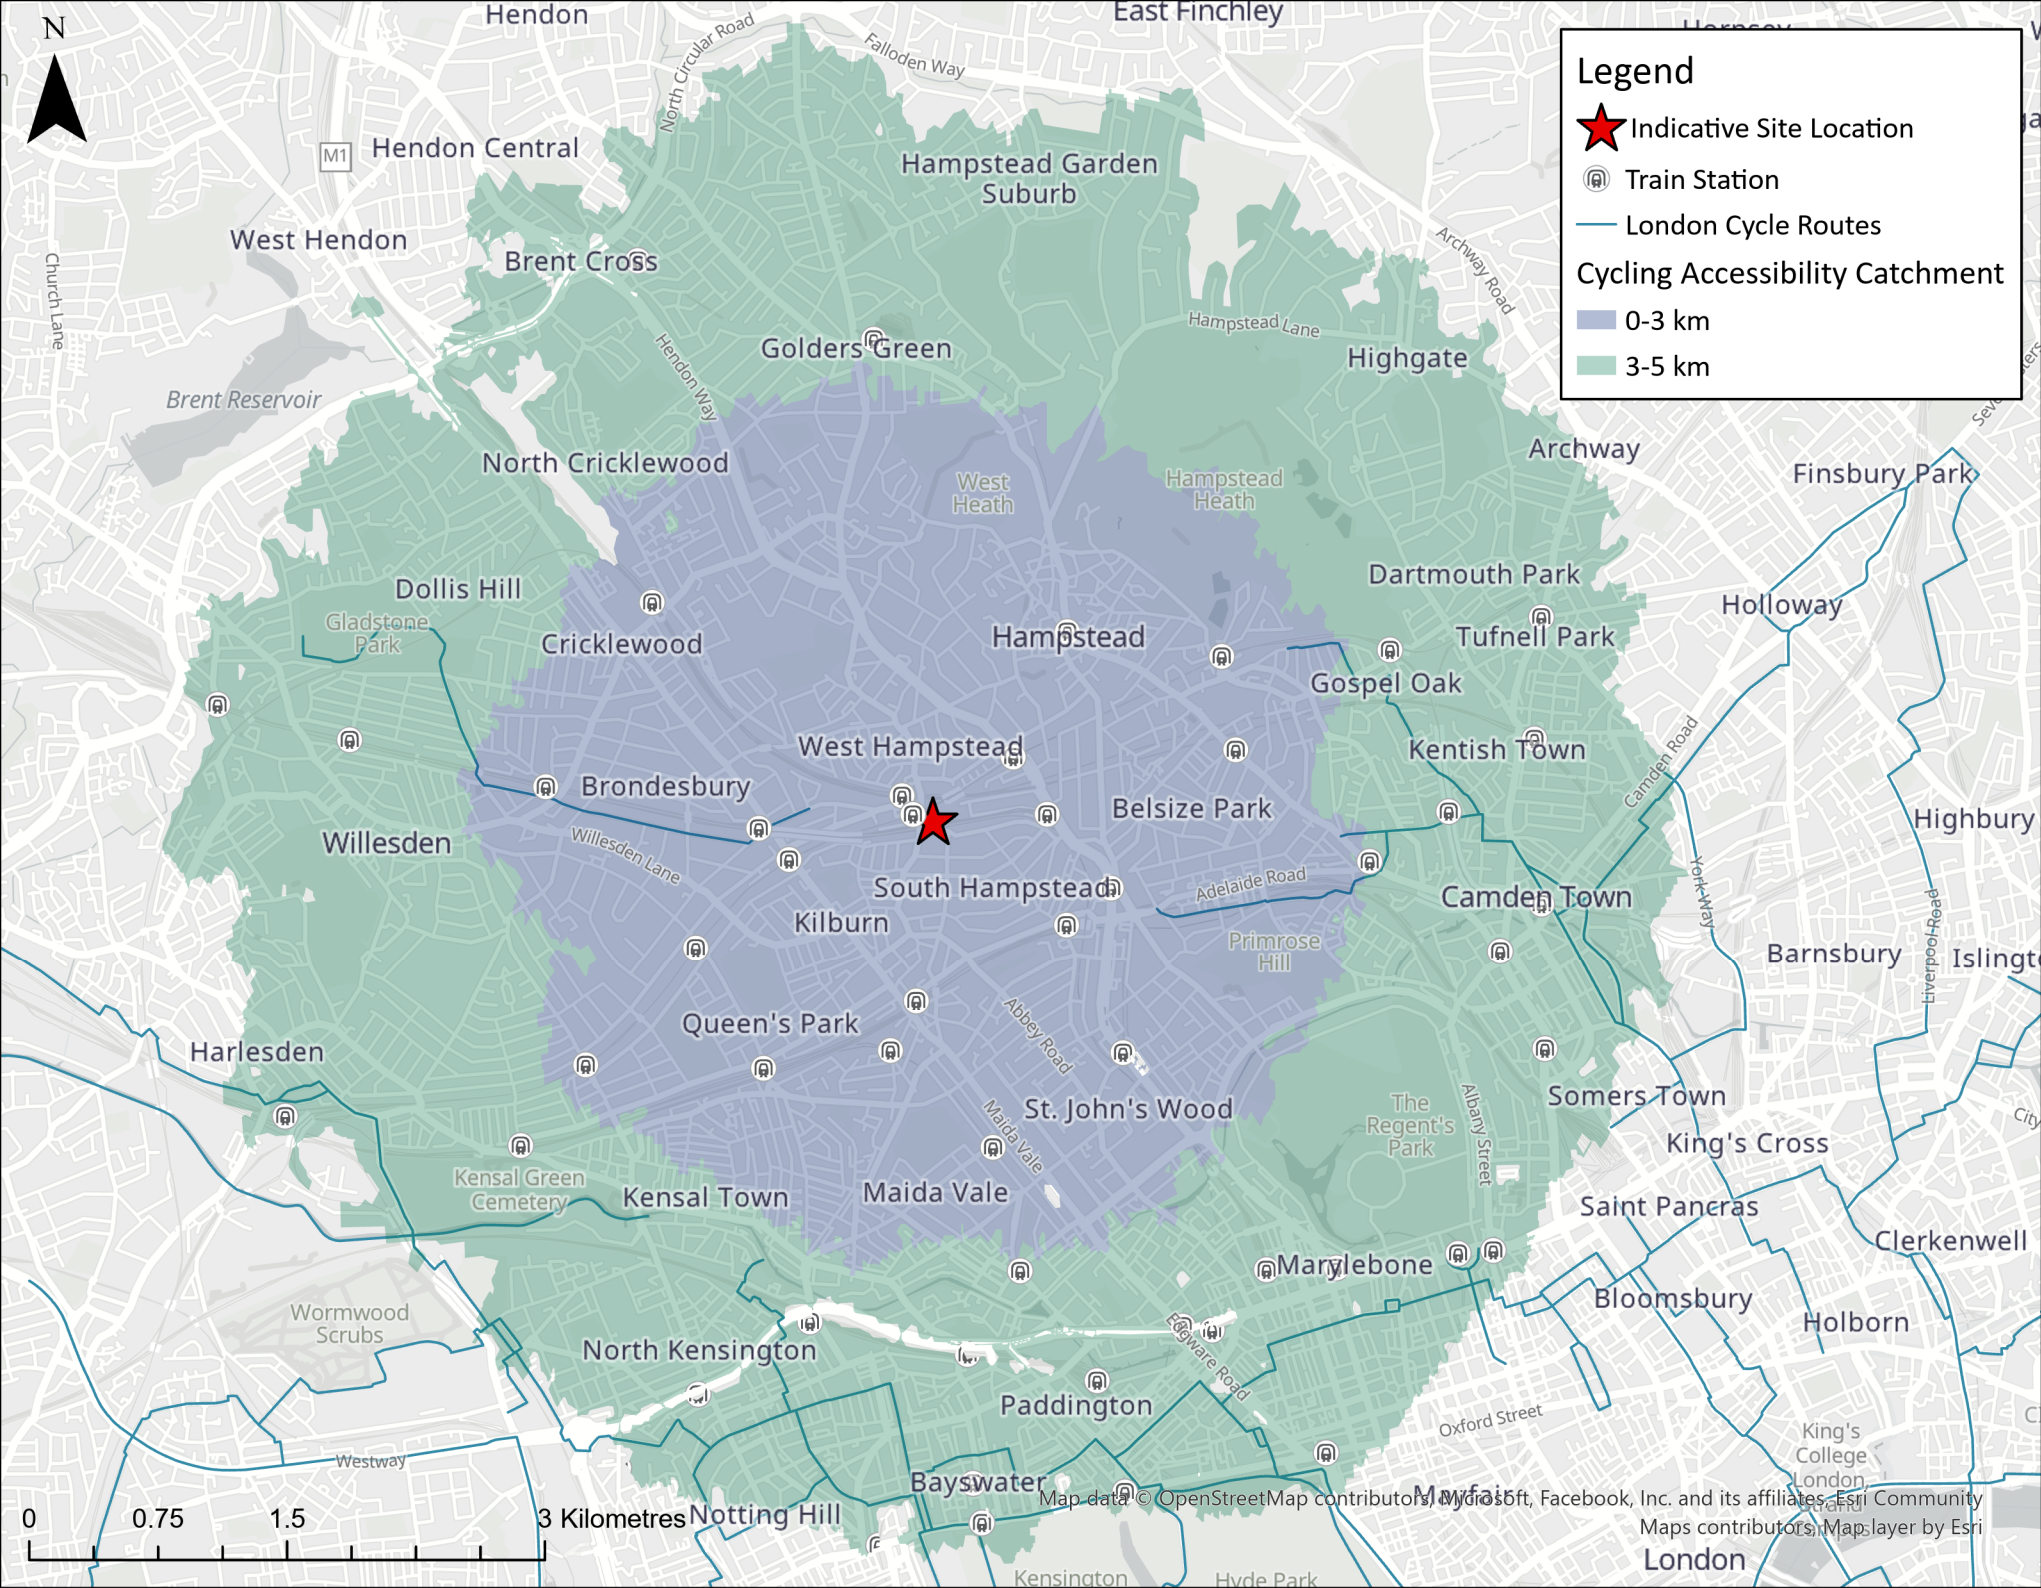 Hendon
East Finchley
N
North Circular Road
Falloden Way
Legend
Indicative Site Location
Train Station
London Cycle Routes
Cycling Accessibility Catchment
0-3 km
3-5 km
M1
Hendon Central
Hampstead Garden
Suburb
West Hendon
Brent Cross
Church Lane
Archway Road
Hampstead Lane
Hendon Way
Golders Green
Highgate
Brent Reservoir
Archway
North Cricklewood
West
Heath
Hampstead
Heath
Finsbury Park
Dollis Hill
Dartmouth Park
Holloway
Gladstone
Park
Cricklewood
Hampstead
Tufnell Park
Gospel Oak
West Hampstead
Kentish Town
Camden Road
Brondesbury
Belsize Park
Highbury
Willesden
Willesden Lane
South Hampstead
Adelaide Road
Camden Town
York Way
Liverpool Road
Kilburn
Primrose
Hill
Barnsbury
Queen's Park
Abbey Road
Harlesden
The
Regent's
Park
Albany Street
Somers Town
St. John's Wood
Maida Vale
King's Cross
Kensal Green
Cemetery
Kensal Town
Maida Vale
Saint Pancras
Clerkenwell
Marylebone
Bloomsbury
Holborn
Wormwood
Scrubs
North Kensington
Edgware Road
Paddington
Oxford Street
Westway
King's
College
London,
Strand
Bayswater
Mayfair
Notting Hill
0 0.75 1.5 3 Kilometres
Map data © OpenStreetMap contributors, Microsoft, Facebook, Inc. and its affiliates, Esri Community
Maps contributors, Map layer by Esri
London
Kensington
Hyde Park